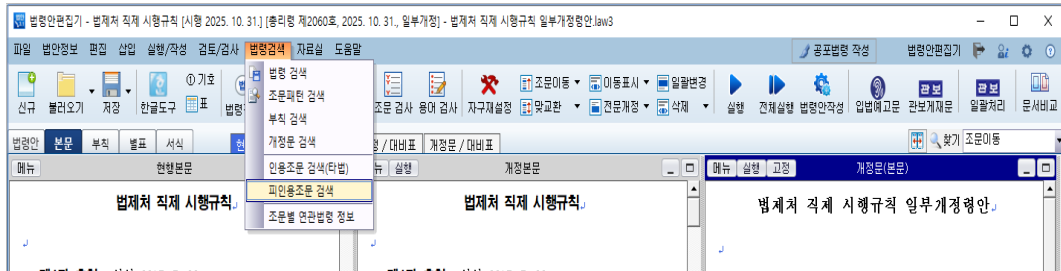 법령안편집기 - 법제처 직제 시행규칙 [시행 2025. 10. 31.] [총리령 제2060호, 2025. 10. 31., 일부개정] - 법제처 직제 시행규칙 일부개정령안.law3
파일 법안정보 편집 삽입 실행/작성 검토/검사 법령검색 자료실 도움말 공포법령 작성 법령안편집기
법령 검색
조문패턴 검색
부칙 검색
개정문 검색
인용조문 검색(타법)
피인용조문 검색
조문별 연관법령 정보
① 기호 조문이동 이동표시 일괄변경
표 맞교환 전문개정 삭제
신규 불러오기 저장 한글도구 법령 조문 검사 용어 검사 자구재설정 실행 전체실행 법령안작성 입법예고문 관보 관보게재문 관보 일괄처리 문서비교
법령안 본문 부칙 별표 서식 현 / 대비표 개정문 / 대비표 찾기 조문이동
메뉴 현행본문 실행 개정본문 메뉴 실행 고정 개정문(본문)
법제처 직제 시행규칙 법제처 직제 시행규칙 법제처 직제 시행규칙 일부개정령안